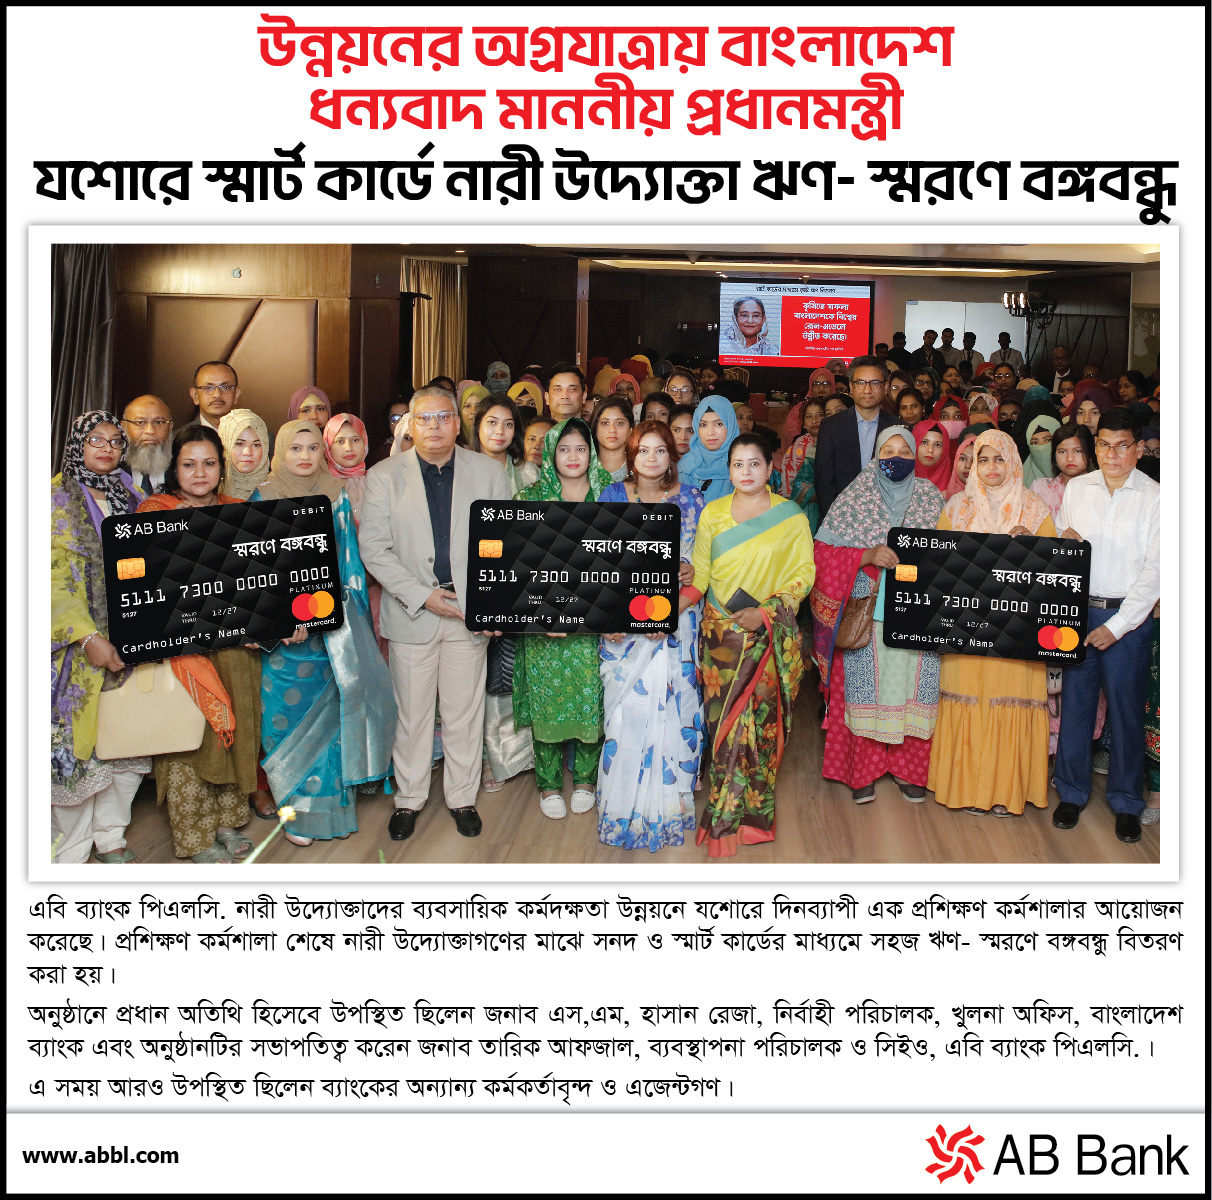 উন্নয়নের অগ্রযাত্রায় বাংলাদেশ
ধন্যবাদ মাননীয় প্রধানমন্ত্রী
যশোরে স্মার্ট কার্ডে নারী উদ্যোক্তা ঋণ- স্মরণে বঙ্গবন্ধু
কৃষিতে সাফল্য
বাংলাদেশকে বিশ্বের
রোল-মডেলে
উন্নীত করেছে।
AB Bank
DEBIT
স্মরণে বঙ্গবন্ধু
5111 7300 0000 0000
5127
PLATINUM
VALID
THRU
12/27
Cardholder's Name
mastercard.
AB Bank
DEBIT
স্মরণে বঙ্গবন্ধু
5111 7300 0000 0000
5127
PLATINUM
VALID
THRU
12/27
Cardholder's Name
mastercard.
AB Bank
DEBIT
স্মরণে বঙ্গবন্ধু
5111 7300 0000 0000
5127
PLATINUM
VALID
THRU
12/27
Cardholder's Name
mastercard.
এবি ব্যাংক পিএলসি. নারী উদ্যোক্তাদের ব্যবসায়িক কর্মদক্ষতা উন্নয়নে যশোরে দিনব্যাপী এক প্রশিক্ষণ কর্মশালার আয়োজন
করেছে। প্রশিক্ষণ কর্মশালা শেষে নারী উদ্যোক্তাগণের মাঝে সনদ ও স্মার্ট কার্ডের মাধ্যমে সহজ ঋণ- স্মরণে বঙ্গবন্ধু বিতরণ
করা হয়।
অনুষ্ঠানে প্রধান অতিথি হিসেবে উপস্থিত ছিলেন জনাব এস,এম, হাসান রেজা, নির্বাহী পরিচালক, খুলনা অফিস, বাংলাদেশ
ব্যাংক এবং অনুষ্ঠানটির সভাপতিত্ব করেন জনাব তারিক আফজাল, ব্যবস্থাপনা পরিচালক ও সিইও, এবি ব্যাংক পিএলসি.।
এ সময় আরও উপস্থিত ছিলেন ব্যাংকের অন্যান্য কর্মকর্তাবৃন্দ ও এজেন্টগণ।
www.abbl.com
AB Bank